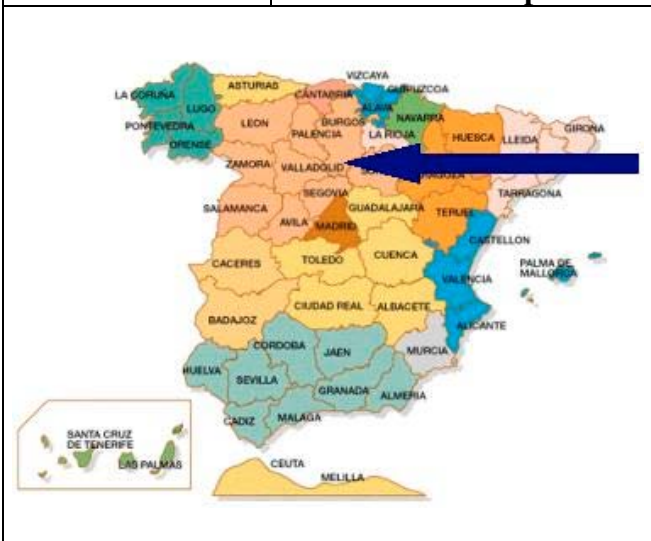 VIZCAYA
ASTURIAS
GUIPUZCOA
LA CORUÑA
CANTABRIA
LUGO
ALAVA
NAVARRA
PONTEVEDRA
LEON
BURGOS
PALENCIA
LA RIOJA
HUESCA
LLEIDA
GIRONA
ORENSE
ZAMORA
VALLADOLID
SEGOVIA
TARRAGONA
SALAMANCA
AVILA
MADRID
GUADALAJARA
TERUEL
CASTELLON
CACERES
TOLEDO
CUENCA
VALENCIA
PALMA DE
MALLORCA
BADAJOZ
CIUDAD REAL
ALBACETE
ALICANTE
CORDOBA
JAEN
MURCIA
HUELVA
SEVILLA
GRANADA
ALMERIA
CADIZ
MALAGA
SANTA CRUZ
DE TENERIFE
LAS PALMAS
CEUTA
MELILLA